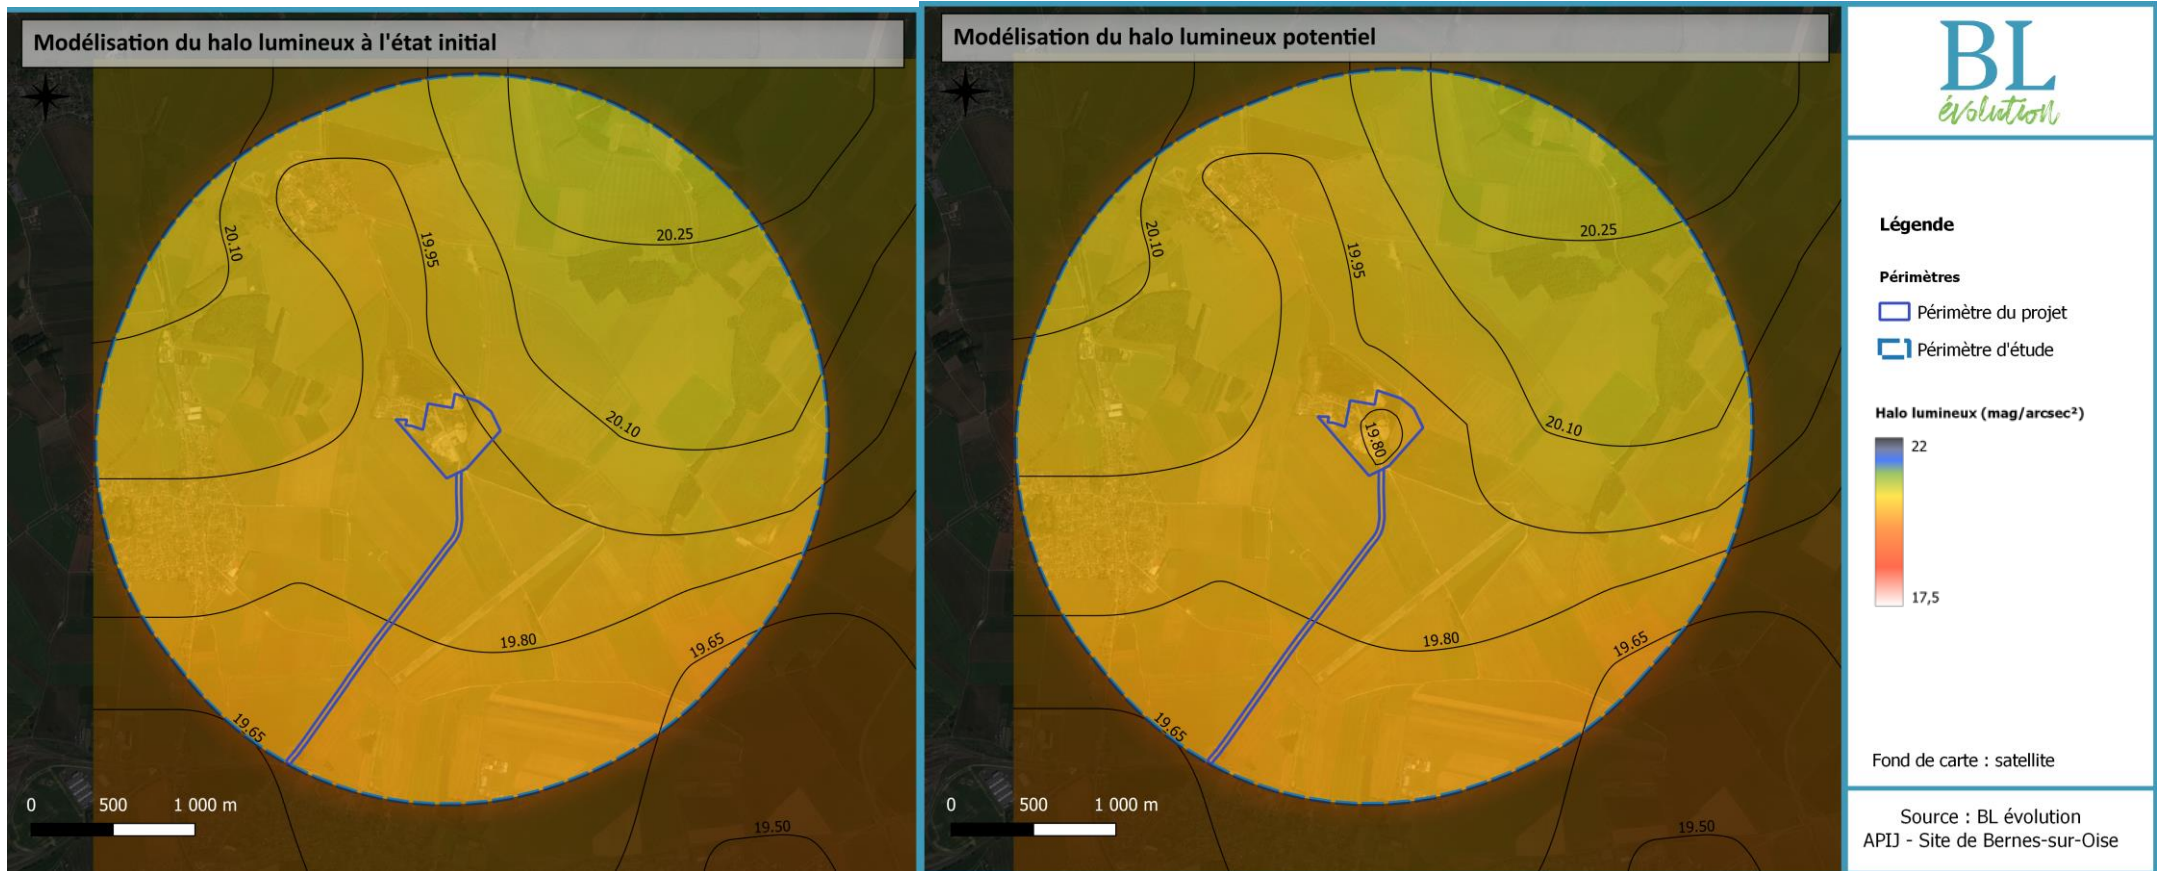 Modélisation du halo lumineux à l'état initial
20.10
19.95
20.25
20.10
19.80
19.65
19.65
19.50
0 500 1 000 m
Modélisation du halo lumineux potentiel
20.10
19.95
20.25
20.10
19.80
19.80
19.65
19.65
19.50
0 500 1 000 m
BL
évolution
Légende
Périmètres
Périmètre du projet
Périmètre d'étude
Halo lumineux (mag/arcsec²)
22
17,5
Fond de carte : satellite
Source : BL évolution
APIJ - Site de Bernes-sur-Oise